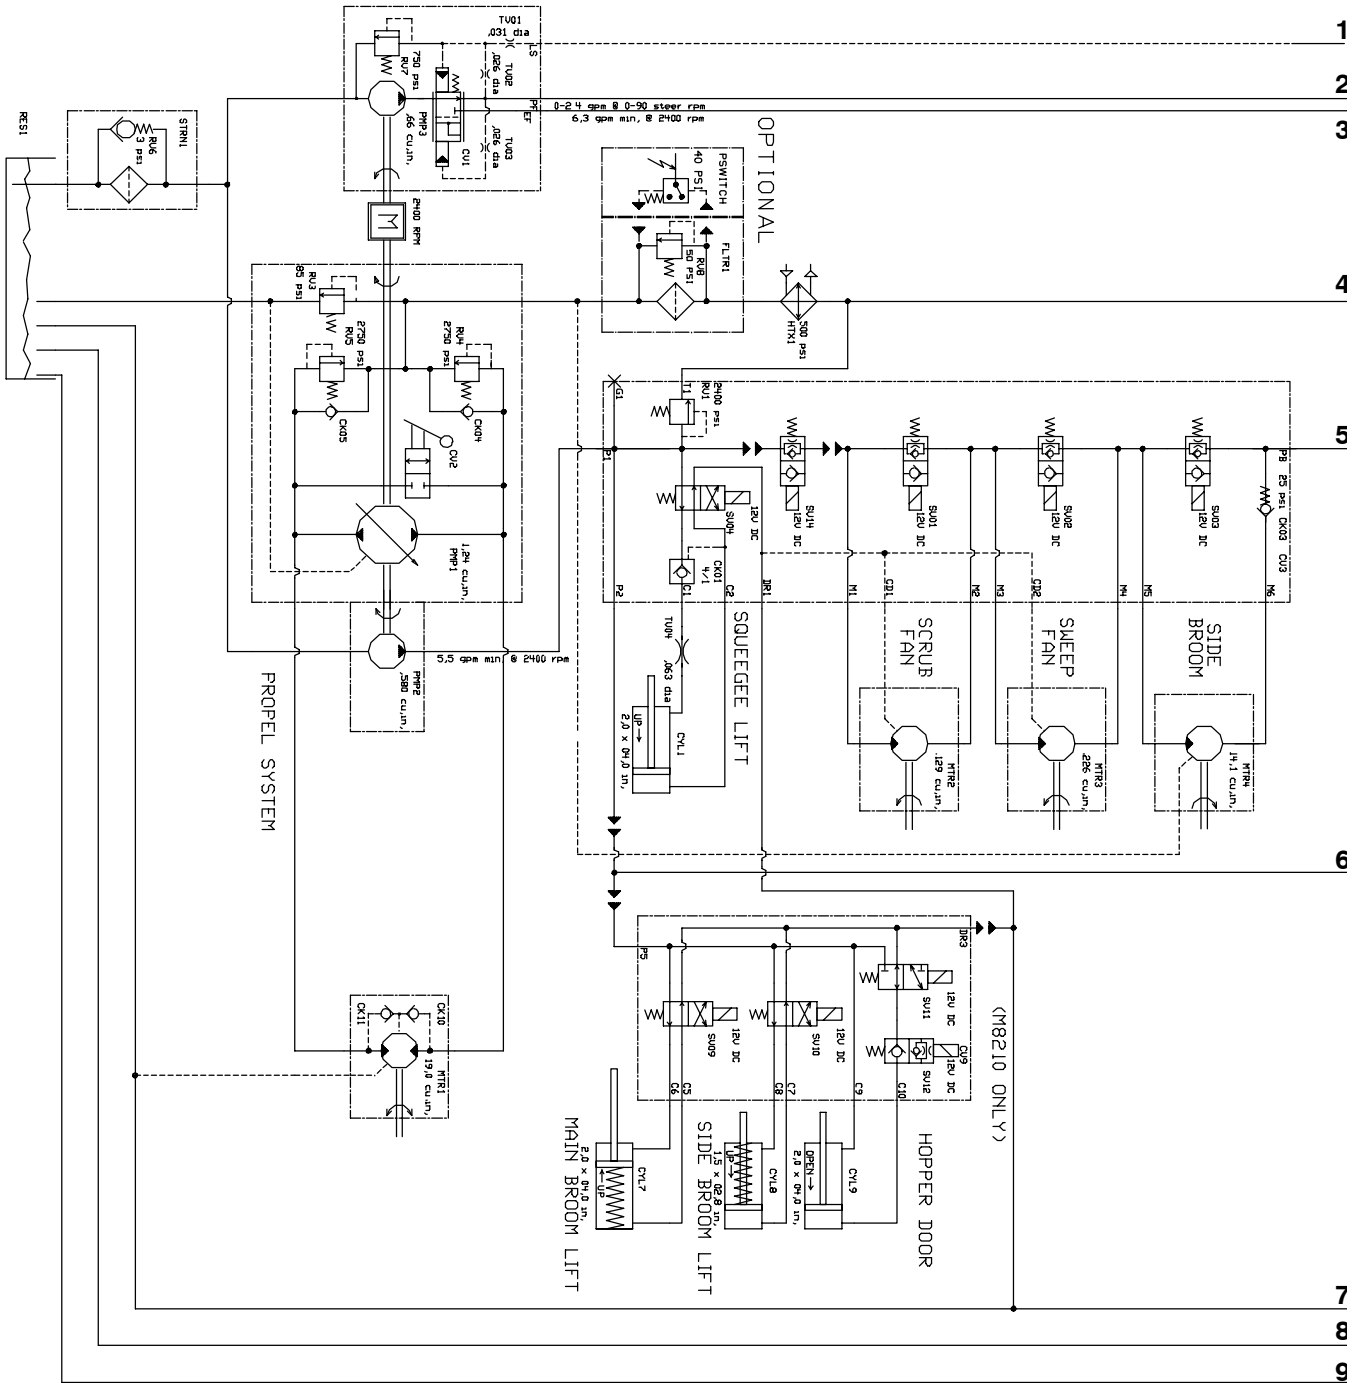 TV01
.031 dia
LS
1
RV7
750 PSI
TV02
.026 dia
PF
EF
2
0-2.4 gpm @ 0-90 steer rpm
6.3 gpm min. @ 2400 rpm
3
PMP3
.66 cu.in.
CV1
TV03
.026 dia
RES1
STRN1
RV6
3 PSI
2400 RPM
M
OPTIONAL
PSWITCH
40 PSI
FLTR1
RV8
50 PSI
HTX1
500 PSI
4
RV3
85 PSI
RV5
2750 PSI
RV4
2750 PSI
CK05
CK04
CV2
PMP1
1.24 cu.in.
PMP2
.580 cu.in.
5.5 gpm min. @ 2400 rpm
PROPEL SYSTEM
G1
T1
RV1
2400 PSI
P1
SV04
12V DC
SV14
12V DC
SV01
12V DC
SV02
12V DC
SV03
12V DC
PB
25 PSI
CK03
CV3
5
CK01
4/1
P2
C1
C2
DR1
M1
CD1
M2
M3
CD2
M4
M5
M6
TV04
.063 dia
SQUEEGEE LIFT
SCRUB
FAN
SWEEP
FAN
SIDE
BROOM
CYL1
UP
2.0 x 04.0 in.
MTR2
.129 cu.in.
MTR3
.226 cu.in.
MTR4
14.1 cu.in.
6
P5
DR3
SV11
12V DC
SV09
12V DC
SV10
12V DC
CV9
SV12
12V DC
(M8210 ONLY)
C6
C5
C8
C7
C9
C10
CK11
CK10
MTR1
19.0 cu.in.
MAIN BROOM LIFT
CYL7
UP
2.0 x 04.0 in.
SIDE BROOM LIFT
CYL8
UP
1.5 x 02.8 in.
HOPPER DOOR
CYL9
OPEN
2.0 x 04.0 in.
7
8
9